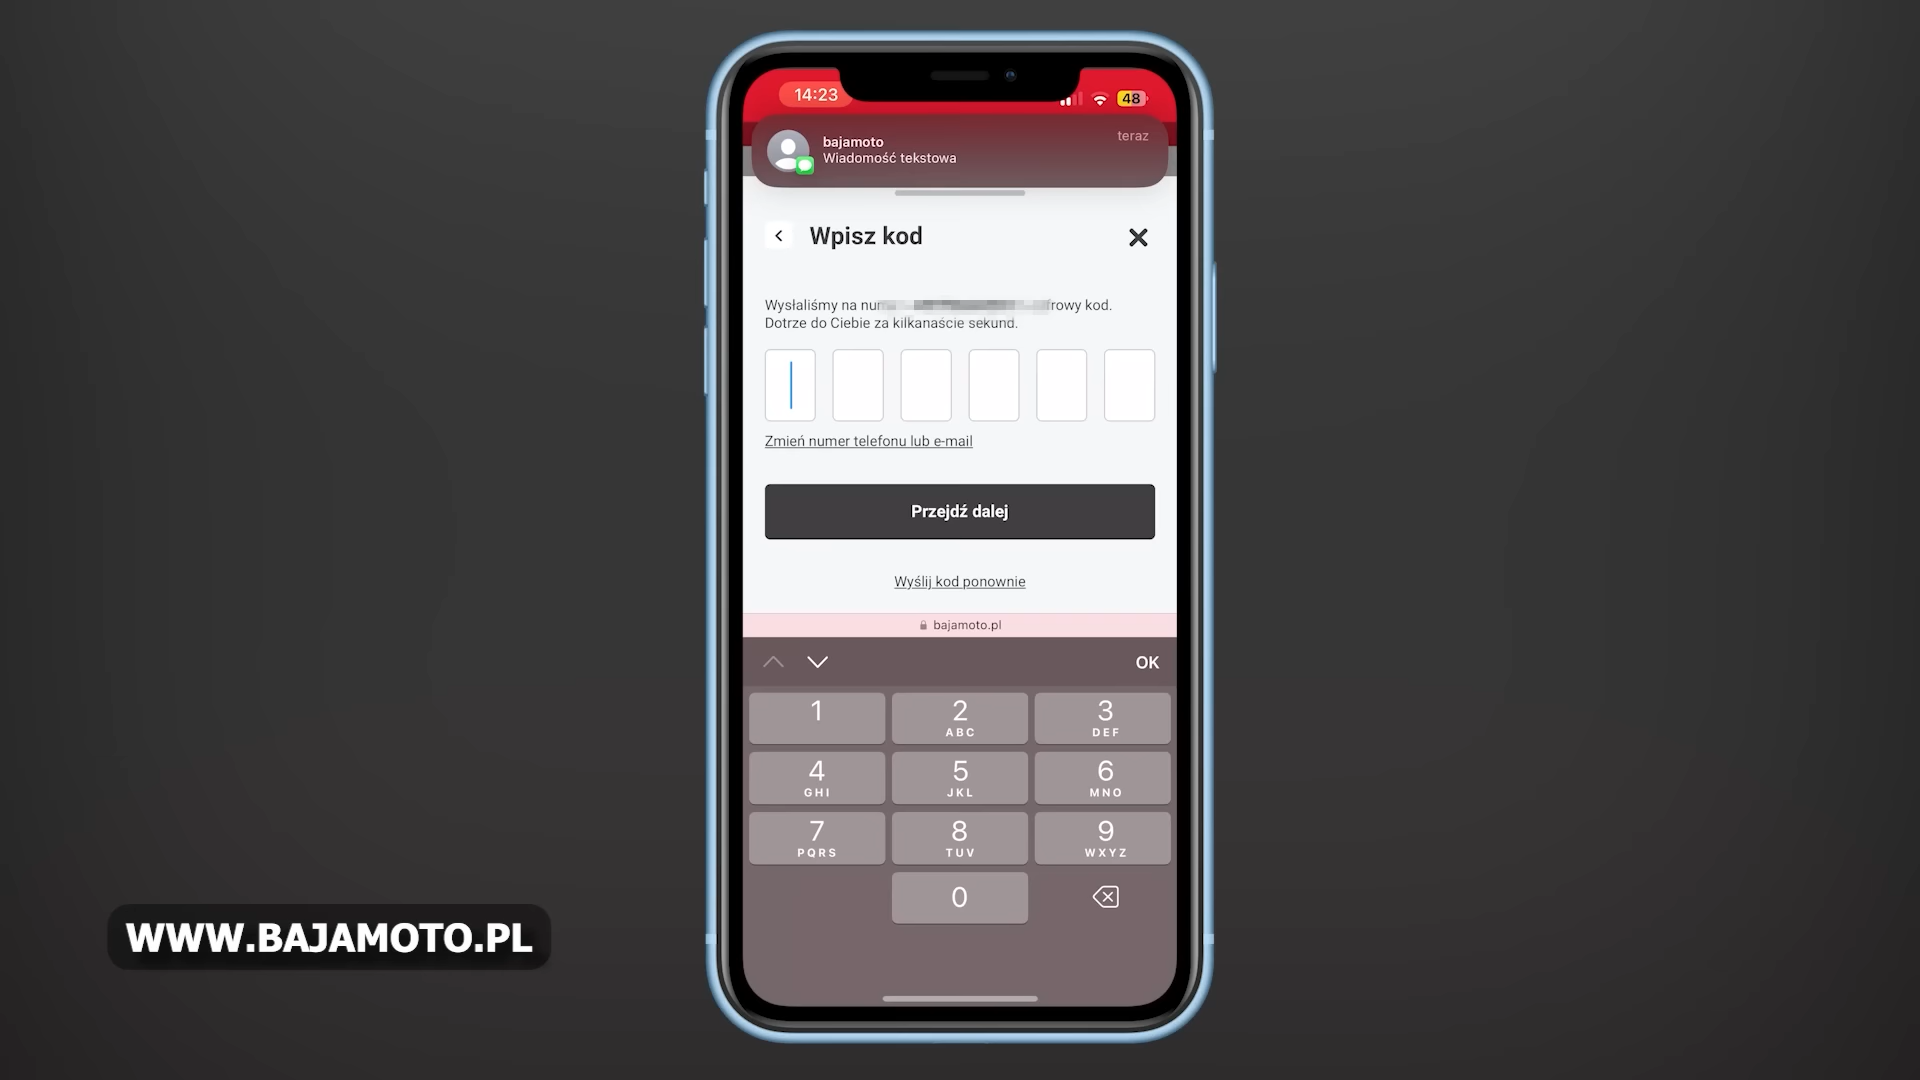 14:23
48
bajamoto
teraz
Wiadomość tekstowa
Wpisz kod
Wysłaliśmy na frowy kod.
Dotrze do Ciebie za kilkanaście sekund.
Zmień numer telefonu lub e-mail
Przejdź dalej
Wyślij kod ponownie
bajamoto.pl
OK
1
2
ABC
3
DEF
4
GHI
5
JKL
6
MNO
7
PQRS
8
TUV
9
WXYZ
0
WWW.BAJAMOTO.PL